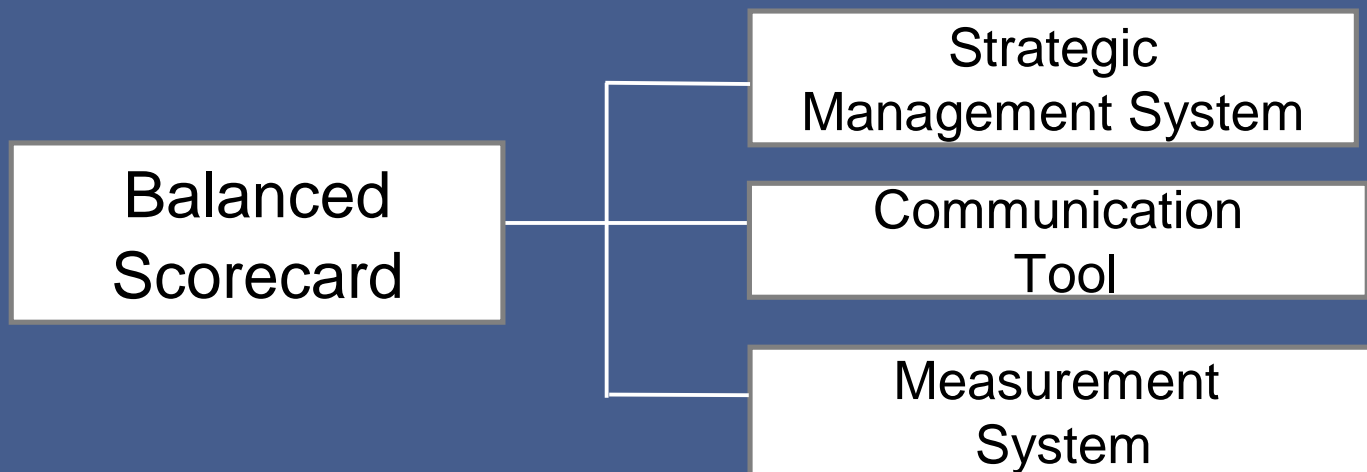 Balanced
Scorecard
Strategic
Management System
Communication
Tool
Measurement
System